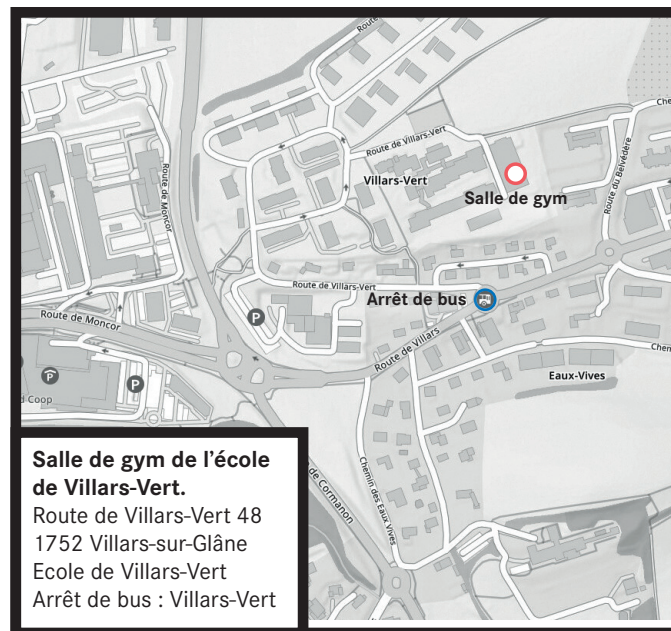 Route
Route de Moncor
Route de Villars-Vert
Villars-Vert
Salle de gym
Route du Belvédère
Che
Route de Villars-Vert
Arrêt de bus
Route de Moncor
P
Route de Villars
Chem
Eaux-Vives
P
P
d Coop
Chemin des Eaux Vives
de Cormanon
Salle de gym de l'école
de Villars-Vert.
Route de Villars-Vert 48
1752 Villars-sur-Glâne
Ecole de Villars-Vert
Arrêt de bus : Villars-Vert